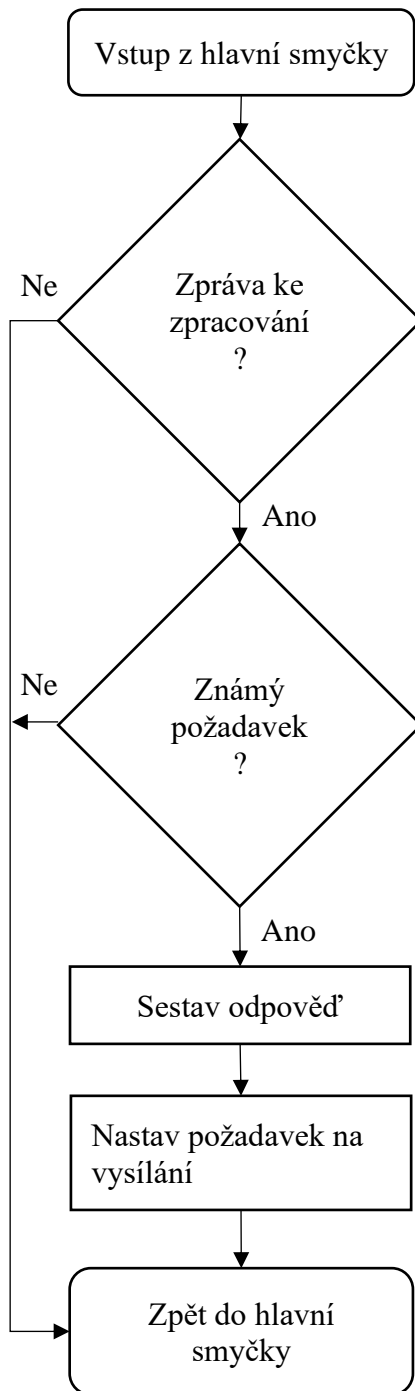 Vstup z hlavní smyčky
Ne
Zpráva ke
zpracování
?
Ano
Ne
Známý
požadavek
?
Ano
Sestav odpověď
Nastav požadavek na
vysílání
Zpět do hlavní
smyčky